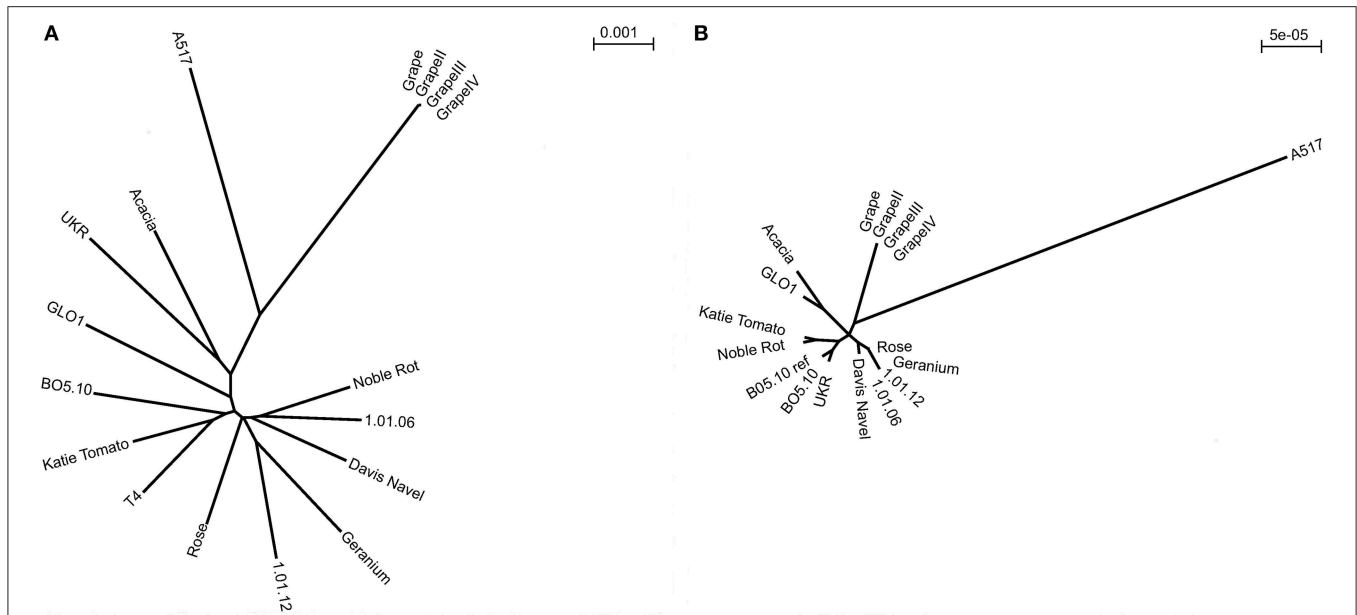 A
0.001
A517
Grape
GrapeII
GrapeIII
GrapeIV
Acacia
UKR
GLO1
BO5.10
Katie Tomato
T4
Rose
1.01.12
Geranium
Davis Navel
1.01.06
Noble Rot
B
5e-05
A517
Grape
GrapeII
GrapeIII
GrapeIV
Acacia
GLO1
Katie Tomato
Noble Rot
B05.10 ref
BO5.10
UKR
Davis Navel
Rose
Geranium
1.01.12
1.01.06